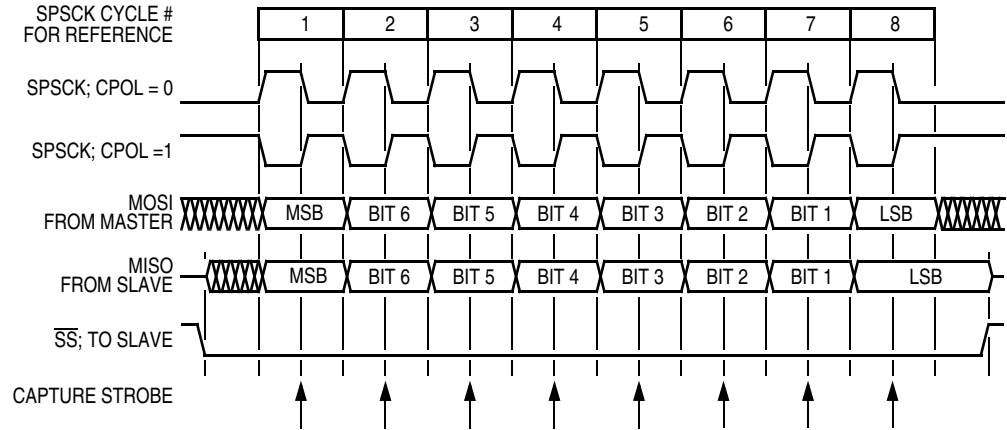 SPSCK CYCLE #
FOR REFERENCE
1 2 3 4 5 6 7 8
SPSCK; CPOL = 0
SPSCK; CPOL =1
MOSI
FROM MASTER
MSB BIT 6 BIT 5 BIT 4 BIT 3 BIT 2 BIT 1 LSB
MISO
FROM SLAVE
MSB BIT 6 BIT 5 BIT 4 BIT 3 BIT 2 BIT 1 LSB
SS; TO SLAVE
CAPTURE STROBE